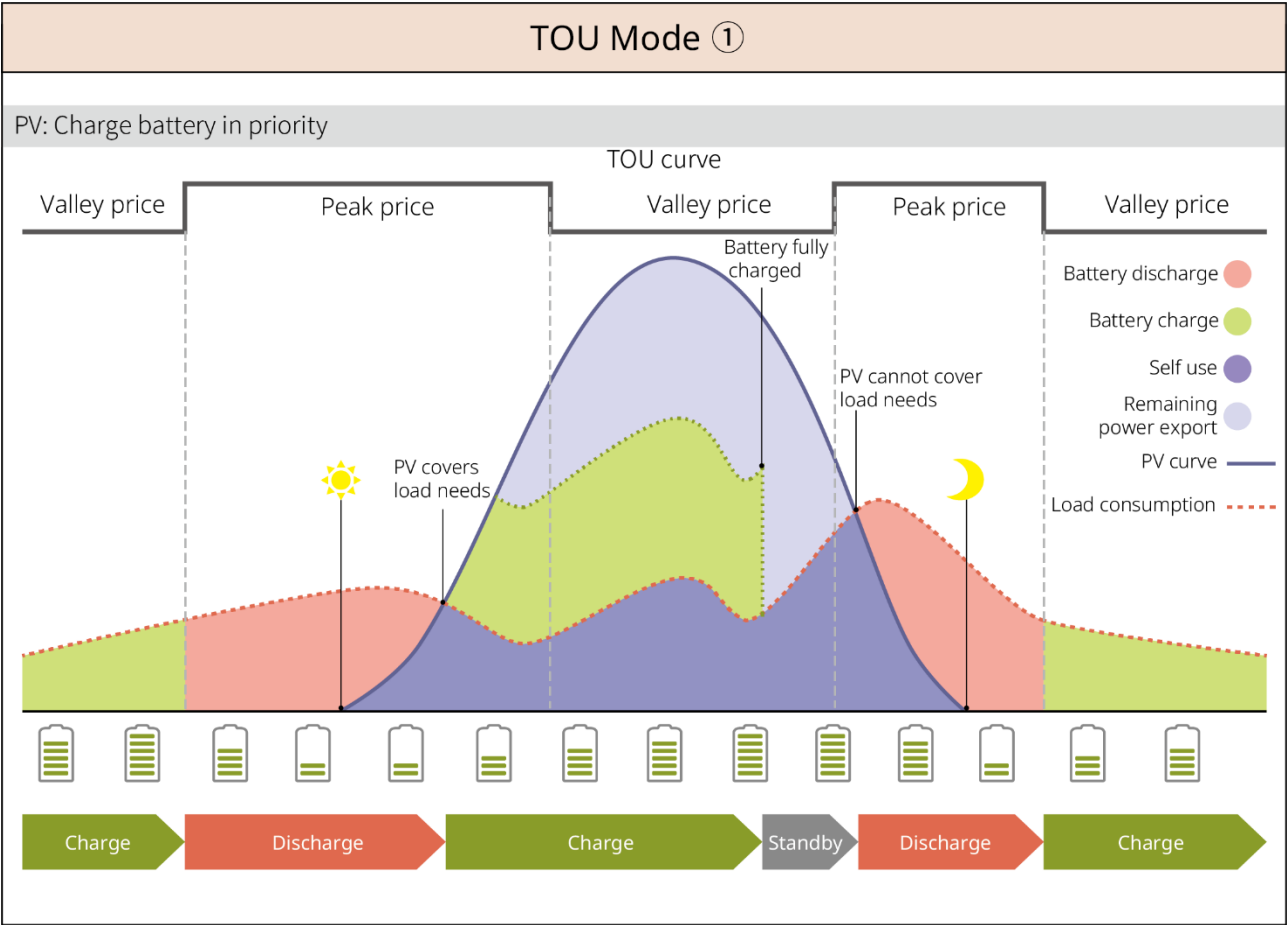 TOU Mode ①
PV: Charge battery in priority
TOU curve
Valley price
Peak price
Valley price
Peak price
Valley price
Battery fully
charged
Battery discharge
Battery charge
Self use
Remaining
power export
PV curve
Load consumption
PV cannot cover
load needs
PV covers
load needs
Charge
Discharge
Charge
Standby
Discharge
Charge